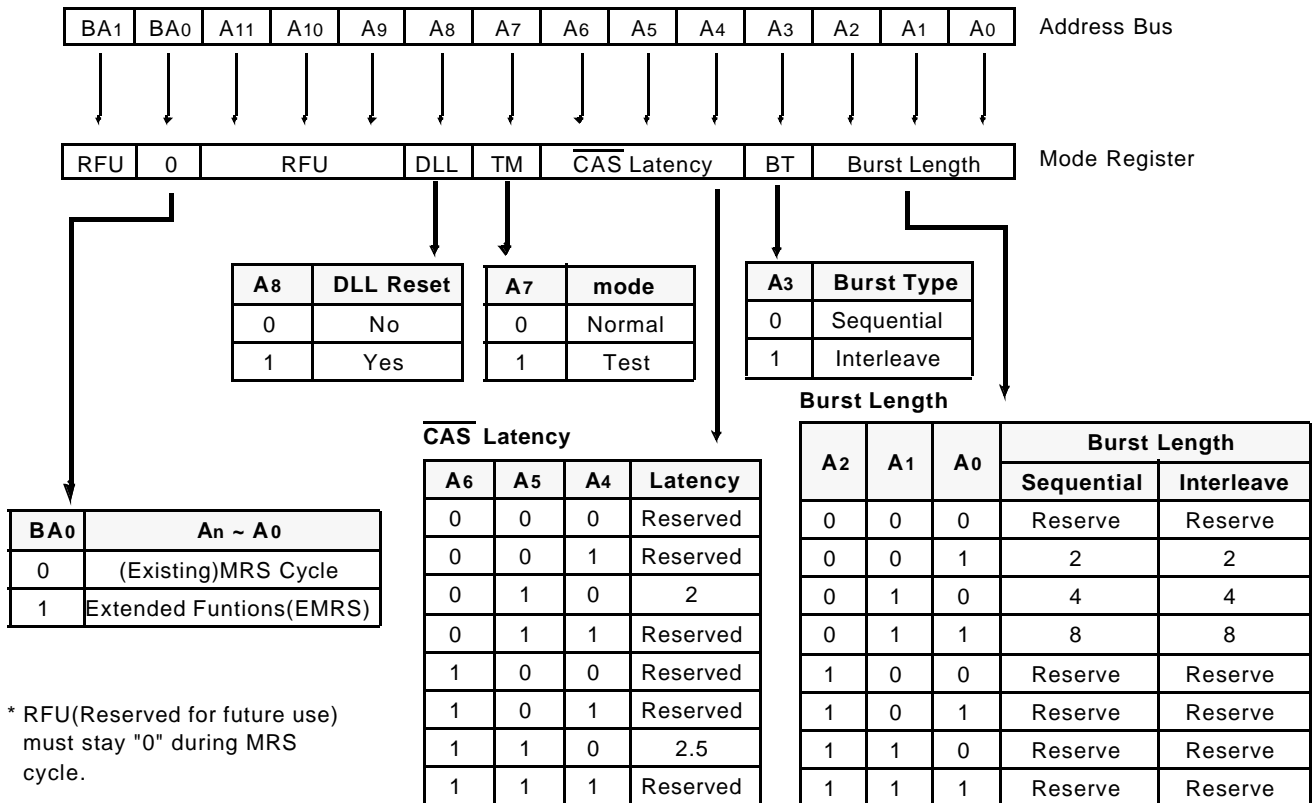 BA1 BA0 A11 A10 A9 A8 A7 A6 A5 A4 A3 A2 A1 A0 Address Bus
RFU 0 RFU DLL TM CAS Latency BT Burst Length Mode Register
A8 DLL Reset
0 No
1 Yes
A7 mode
0 Normal
1 Test
A3 Burst Type
0 Sequential
1 Interleave
BA0 An ~ A0
0 (Existing)MRS Cycle
1 Extended Funtions(EMRS)
* RFU(Reserved for future use)
must stay "0" during MRS
cycle.
CAS Latency
A6 A5 A4 Latency
0 0 0 Reserved
0 0 1 Reserved
0 1 0 2
0 1 1 Reserved
1 0 0 Reserved
1 0 1 Reserved
1 1 0 2.5
1 1 1 Reserved
Burst Length
A2 A1 A0 Burst Length
Sequential Interleave
0 0 0 Reserve Reserve
0 0 1 2 2
0 1 0 4 4
0 1 1 8 8
1 0 0 Reserve Reserve
1 0 1 Reserve Reserve
1 1 0 Reserve Reserve
1 1 1 Reserve Reserve